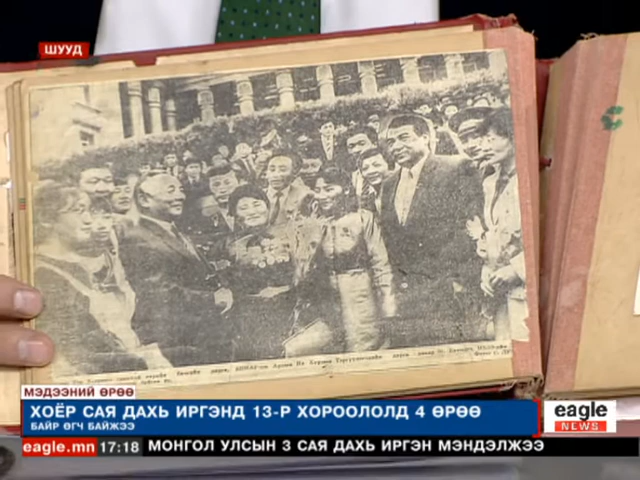 ШУУД
МЭДЭЭНИЙ ӨРӨӨ
ХОЁР САЯ ДАХЬ ИРГЭНД 13-Р ХОРООЛОЛД 4 ӨРӨӨ
БАЙР ӨГЧ БАЙЖЭЭ
eagle
NEWS
eagle.mn 17:18 МОНГОЛ УЛСЫН 3 САЯ ДАХЬ ИРГЭН МЭНДЭЛЖЭЭ